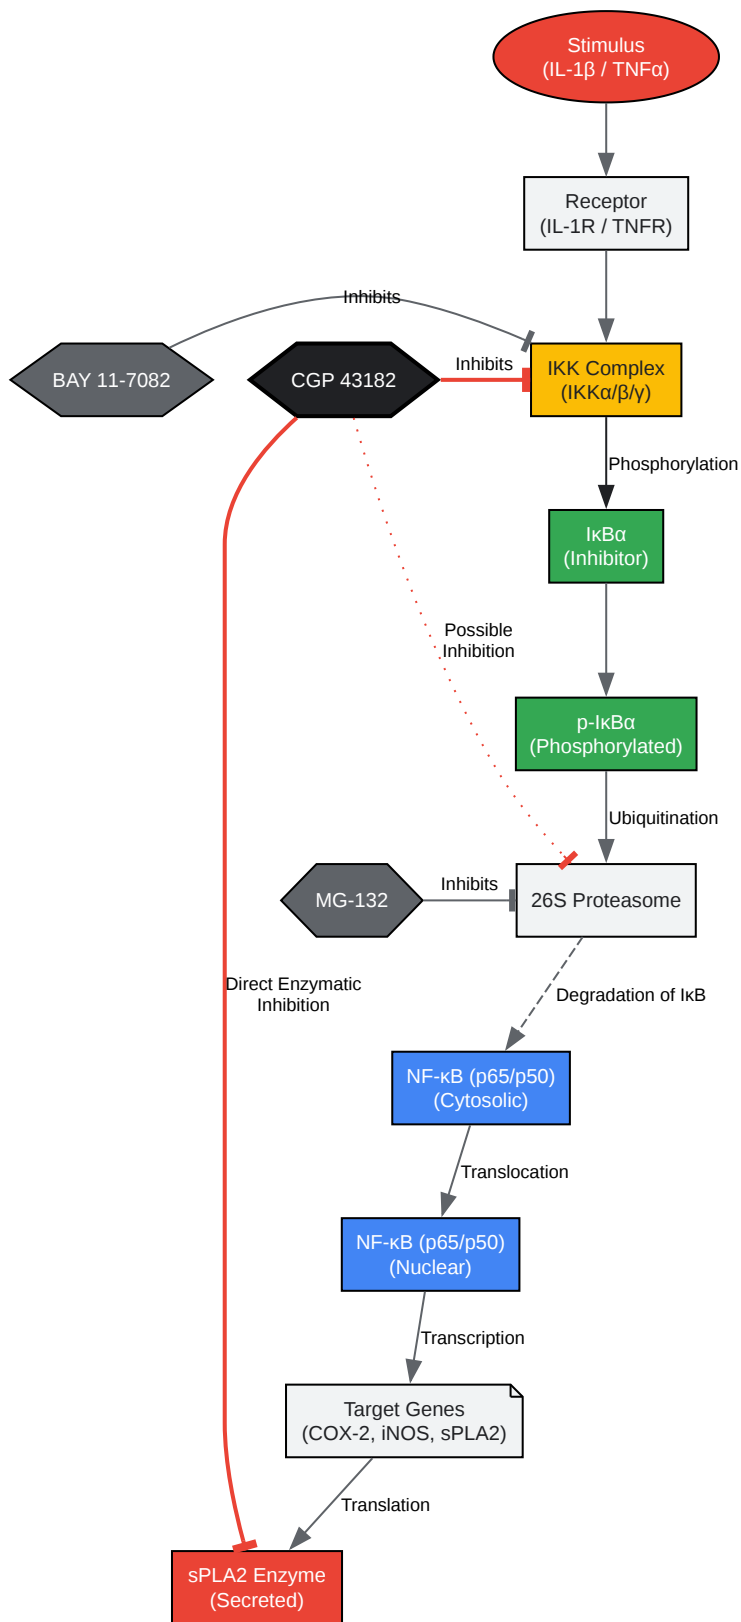 Stimulus
(IL-1β / TNFα)
Receptor
(IL-1R / TNFR)
Inhibits
BAY 11-7082
CGP 43182
Inhibits
IKK Complex
(IKKα/β/γ)
Phosphorylation
IκBα
(Inhibitor)
Possible
Inhibition
p-IκBα
(Phosphorylated)
Ubiquitination
MG-132
Inhibits
26S Proteasome
Direct Enzymatic
Inhibition
Degradation of IκB
NF-κB (p65/p50)
(Cytosolic)
Translocation
NF-κB (p65/p50)
(Nuclear)
Transcription
Target Genes
(COX-2, iNOS, sPLA2)
Translation
sPLA2 Enzyme
(Secreted)